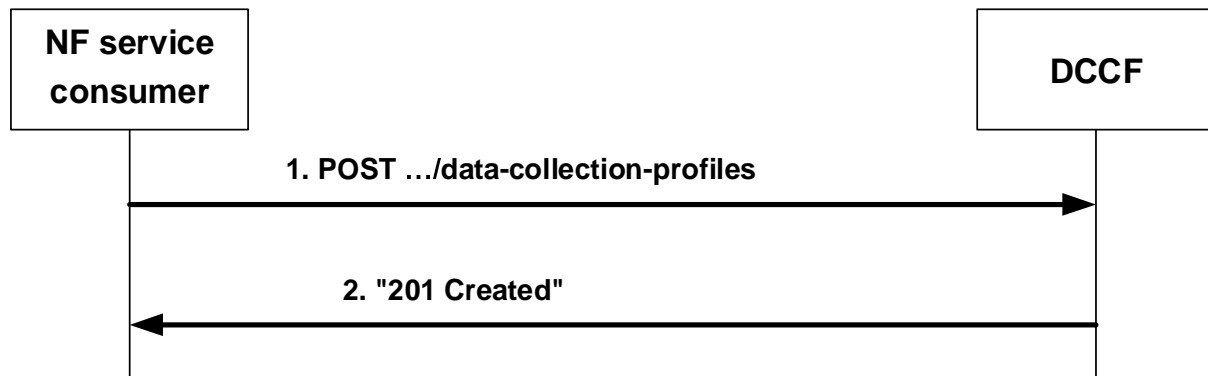 NF service
consumer
DCCF
1. POST …/data-collection-profiles
2. "201 Created"